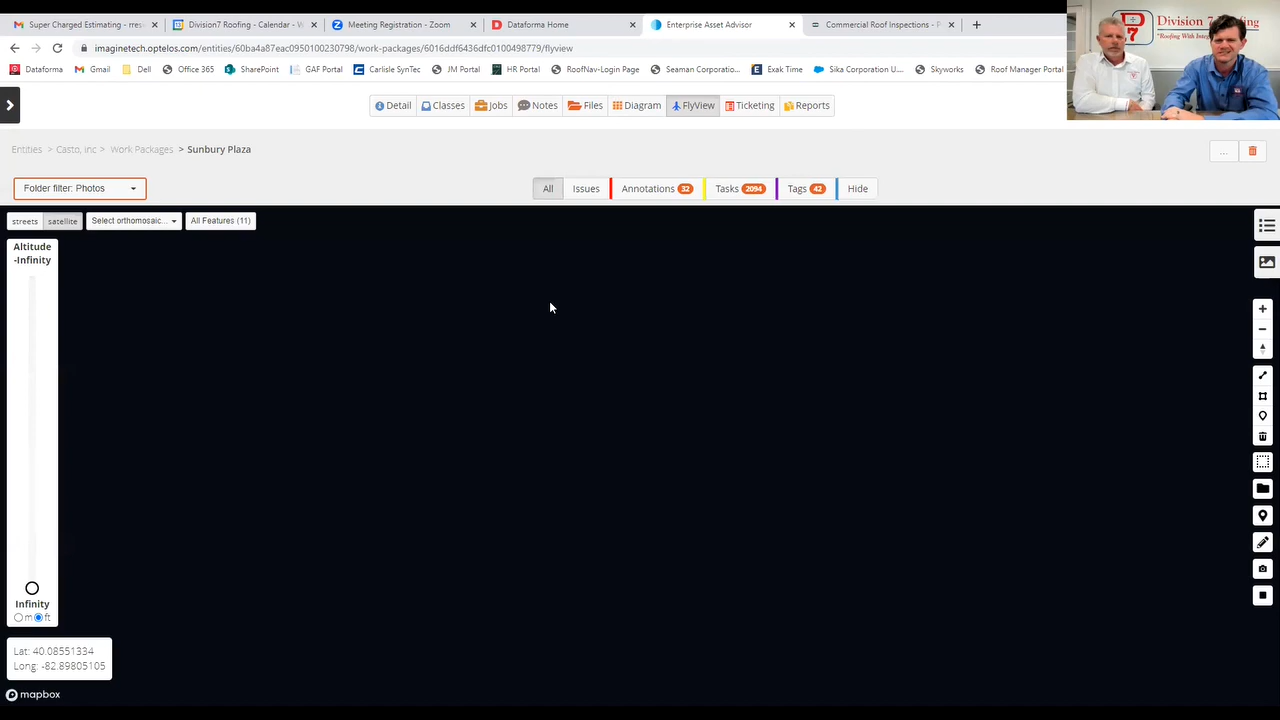 Super Charged Estimating - rrese
Division7 Roofing - Calendar - W
Meeting Registration - Zoom
Dataforma Home
Enterprise Asset Advisor
Commercial Roof Inspections - P
imaginetech.optelos.com/entities/60ba4a87eac0950100230798/work-packages/6016ddf6d3f6dfc0100498779/flyview
Dataforma
Gmail
Dell
Office 365
SharePoint
GAF Portal
Carlisle SynTec
JM Portal
HR Portal
RoofNav-Login Page
Seaman Corporatio...
Exak Time
Sika Corporation U....
Skyworks
Roof Manager Portal
Division 7 Roofing
Detail
Classes
Jobs
Notes
Files
Diagram
FlyView
Ticketing
Reports
Entities > Casto, inc > Work Packages > Sunbury Plaza
...
Folder filter: Photos
All
Issues
Annotations 32
Tasks 2094
Tags 42
Hide
streets
satellite
Select orthomosaic...
All Features (11)
Altitude
-Infinity
Infinity
m ft
Lat: 40.08551334
Long: -82.89805105
mapbox